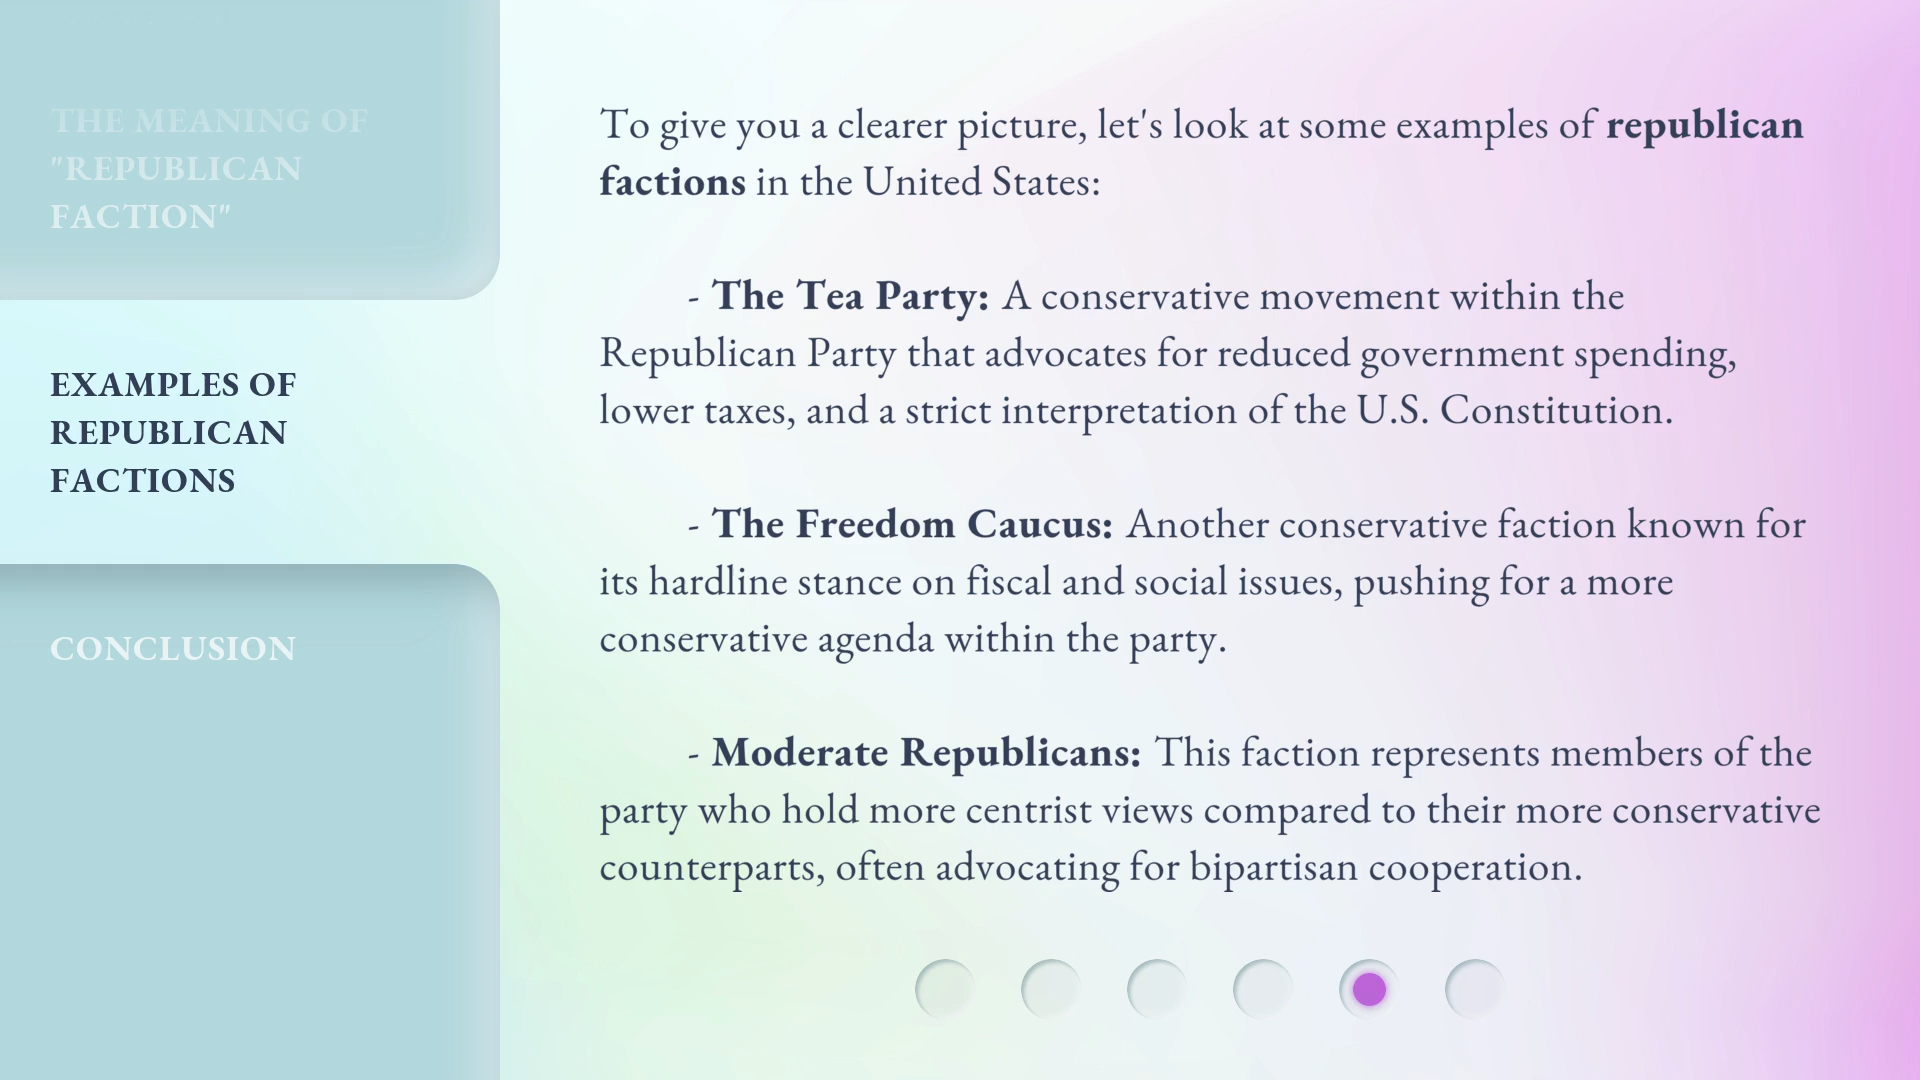 THE MEANING OF
"REPUBLICAN
FACTION"
EXAMPLES OF
REPUBLICAN
FACTIONS
CONCLUSION
To give you a clearer picture, let's look at some examples of republican
factions in the United States:
- The Tea Party: A conservative movement within the
Republican Party that advocates for reduced government spending,
lower taxes, and a strict interpretation of the U.S. Constitution.
- The Freedom Caucus: Another conservative faction known for
its hardline stance on fiscal and social issues, pushing for a more
conservative agenda within the party.
- Moderate Republicans: This faction represents members of the
party who hold more centrist views compared to their more conservative
counterparts, often advocating for bipartisan cooperation.